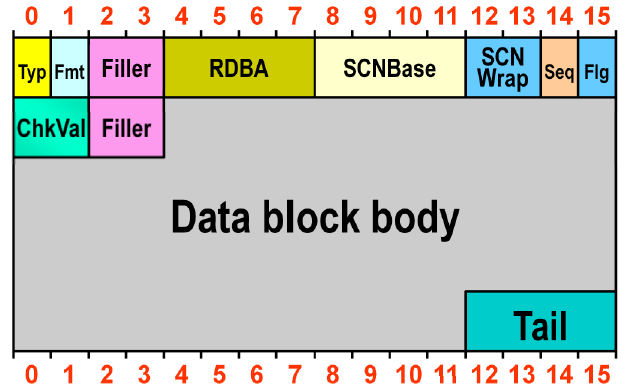 0 1 2 3 4 5 6 7 8 9 10 11 12 13 14 15
Typ Fmt Filler RDBA SCNBase SCN Wrap Seq Flg
ChkVal Filler
Data block body
Tail
0 1 2 3 4 5 6 7 8 9 10 11 12 13 14 15